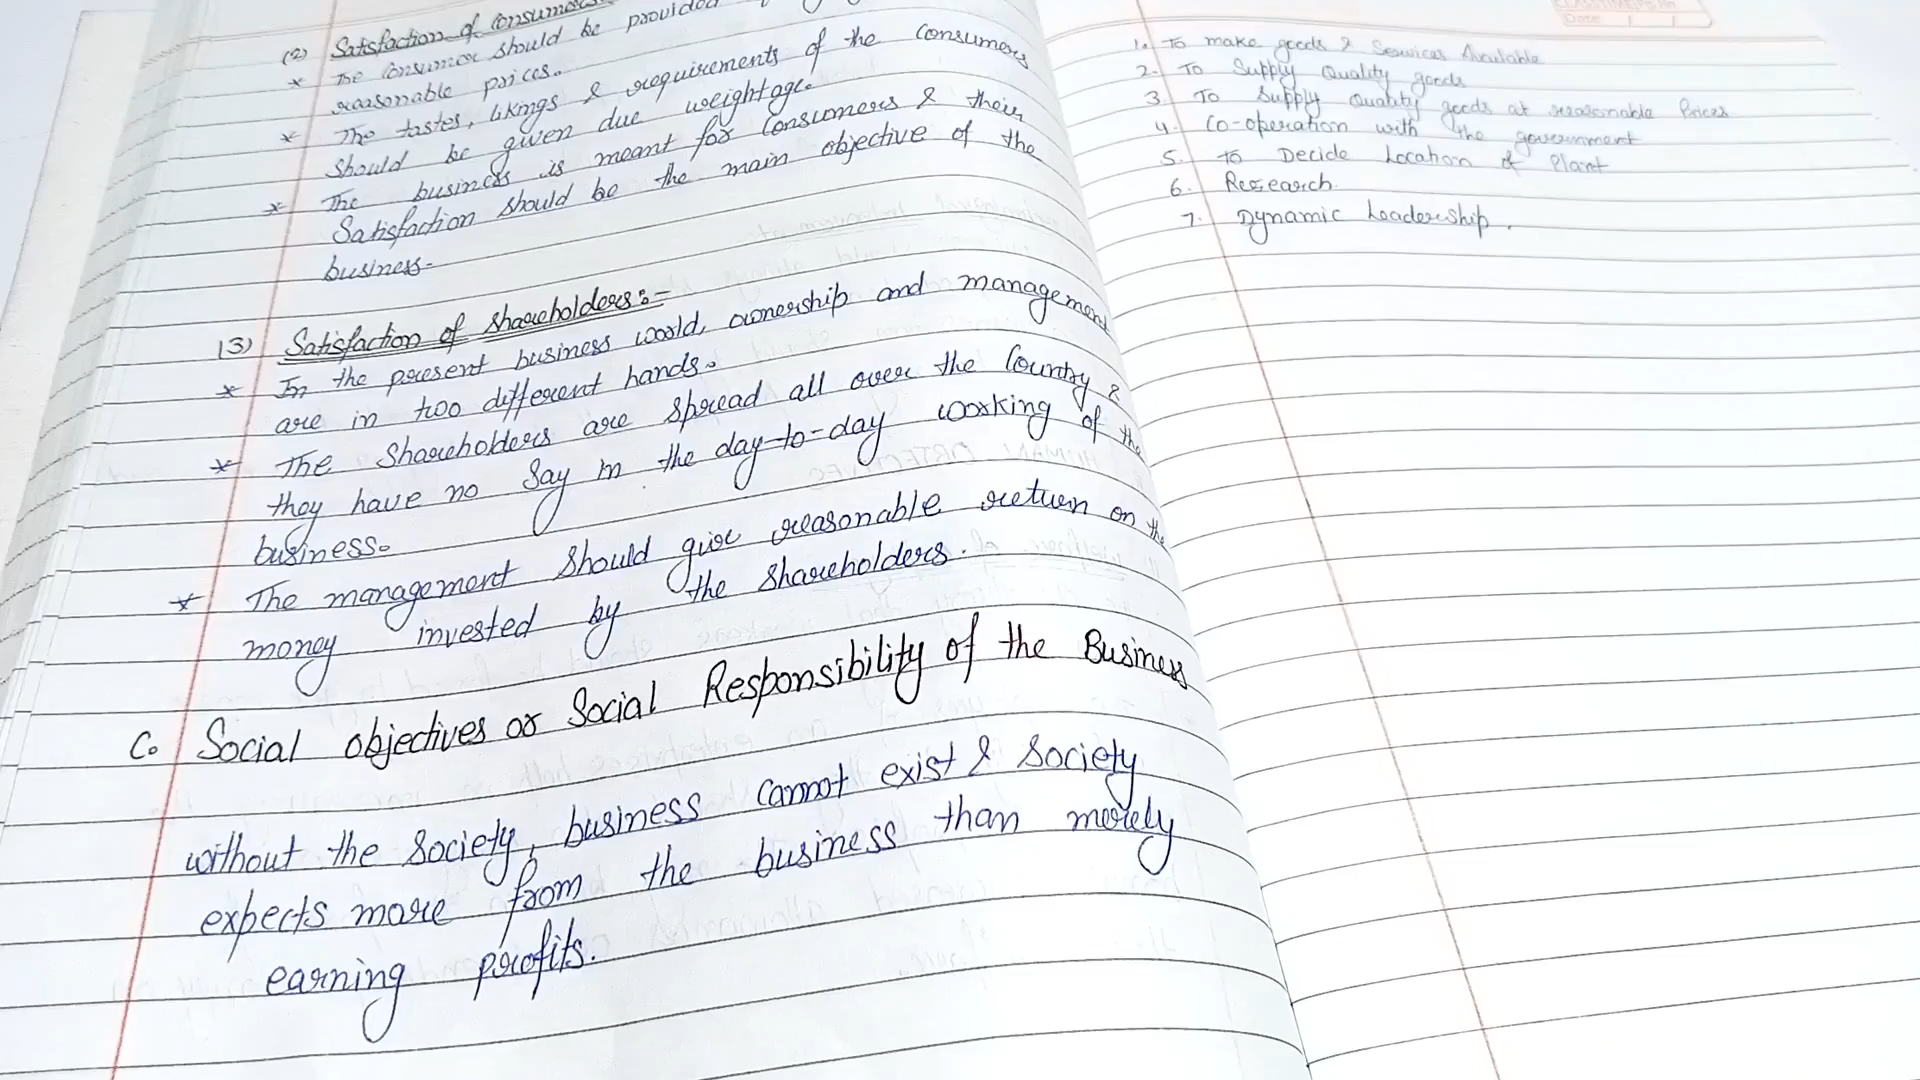 (2) Satisfaction of Consumers
* The Consumer should be provided
reasonable prices.
* The tastes, likings & requirements of the consumers
should be given due weightage.
* The business is meant for Consumers & their
Satisfaction should be the main objective of the
business-
(3) Satisfaction of Shareholders:-
* In the present business world, ownership and management
are in two different hands.
* The Shareholders are spread all over the Country &
they have no say in the day-to-day working of the
business.
* The management should give reasonable return on the
money invested by the shareholders.
C. Social objectives or Social Responsibility of the Business
without the Society, business cannot exist & Society
expects more from the business than merely
earning profits.
Date
1. To make goods & Services Available
2. To Supply Quality goods
3. To Supply Quality goods at reasonable Prices
4. Co-operation with the government
5. To Decide Location of Plant
6. Research
7. Dynamic Leadership.